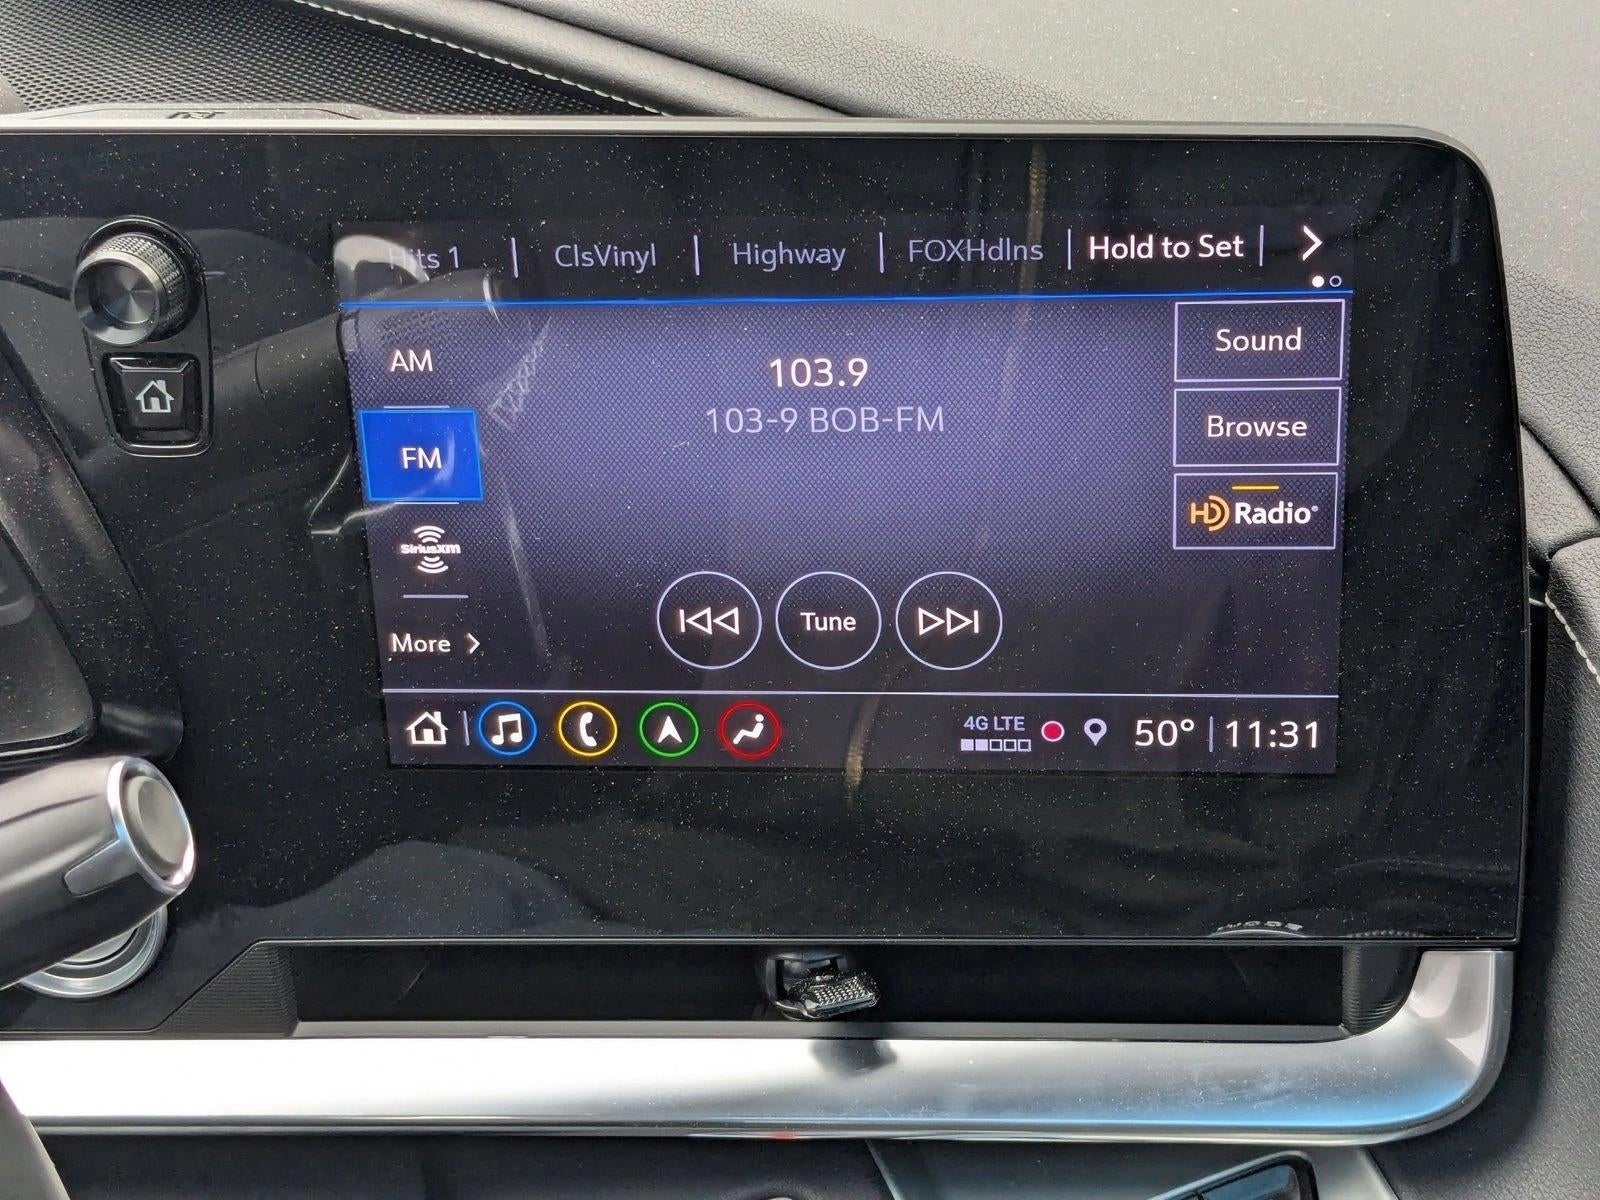 Hits 1 | ClsVinyl | Highway | FOXHdlns | Hold to Set |
AM
FM
SiriusXM
More
103.9
103-9 BOB-FM
Sound
Browse
HD Radio®
Tune
4G LTE
50° | 11:31